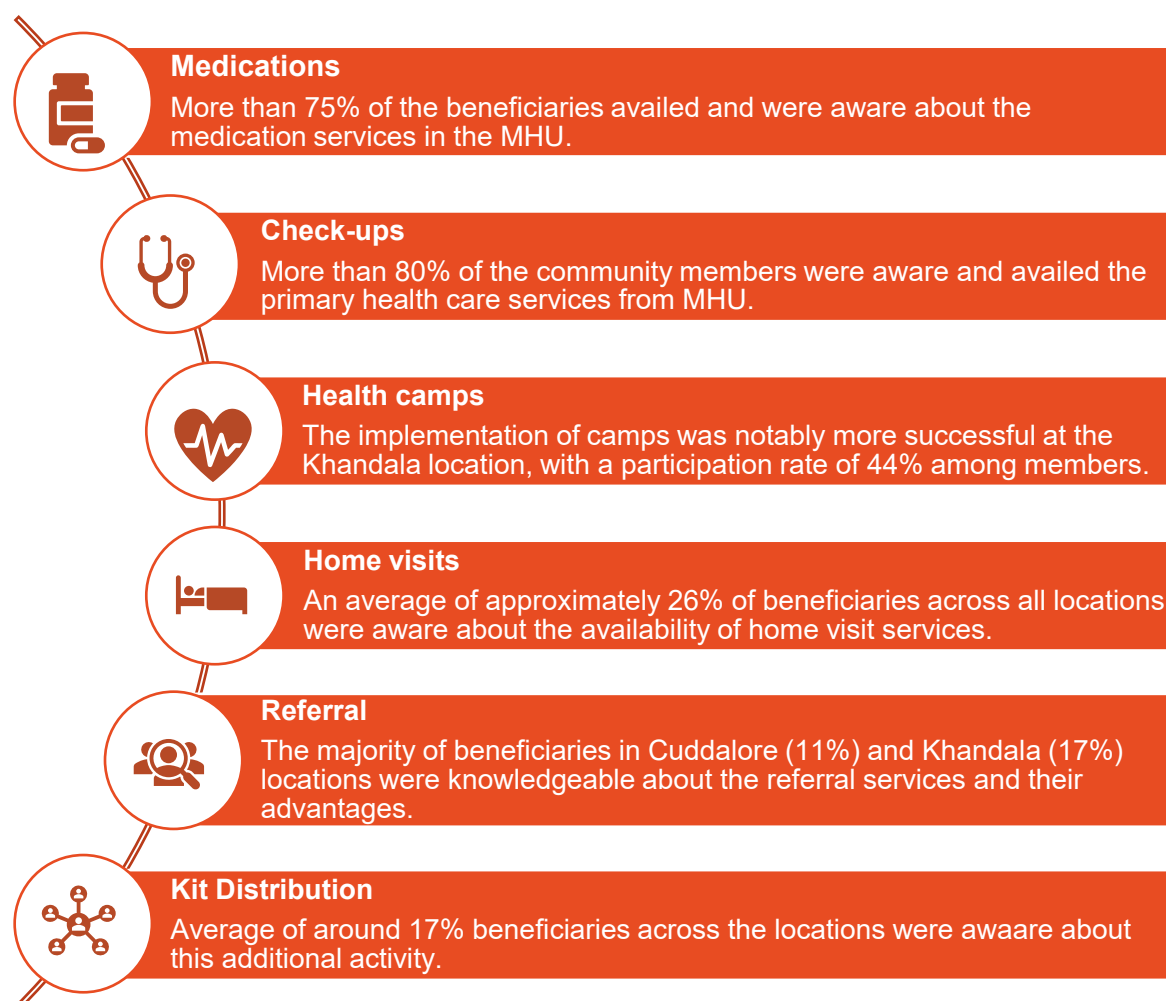 Medications
More than 75% of the beneficiaries availed and were aware about the
medication services in the MHU.
Check-ups
More than 80% of the community members were aware and availed the
primary health care services from MHU.
Health camps
The implementation of camps was notably more successful at the
Khandala location, with a participation rate of 44% among members.
Home visits
An average of approximately 26% of beneficiaries across all locations
were aware about the availability of home visit services.
Referral
The majority of beneficiaries in Cuddalore (11%) and Khandala (17%)
locations were knowledgeable about the referral services and their
advantages.
Kit Distribution
Average of around 17% beneficiaries across the locations were awaare about
this additional activity.